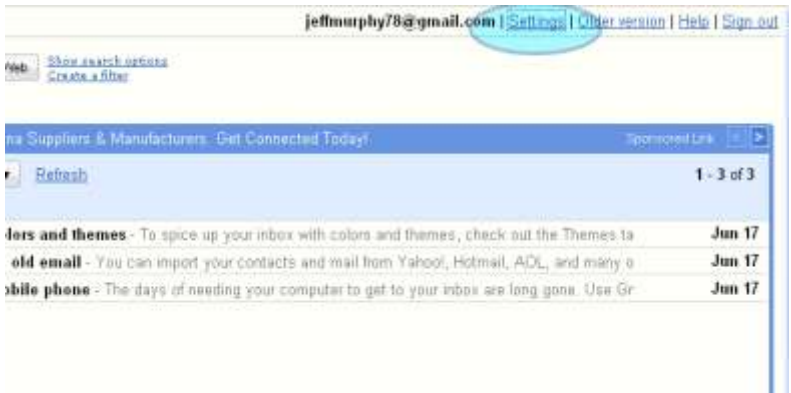 jeffmurphy78@gmail.com | Settings | Older version | Help | Sign out
Web Show search options
Create a filter
na Suppliers & Manufacturers. Get Connected Today! Sponsored Link < >
Refresh 1 - 3 of 3
lors and themes - To spice up your inbox with colors and themes, check out the Themes ta Jun 17
old email - You can import your contacts and mail from Yahoo!, Hotmail, AOL, and many o Jun 17
obile phone - The days of needing your computer to get to your inbox are long gone. Use Gr Jun 17